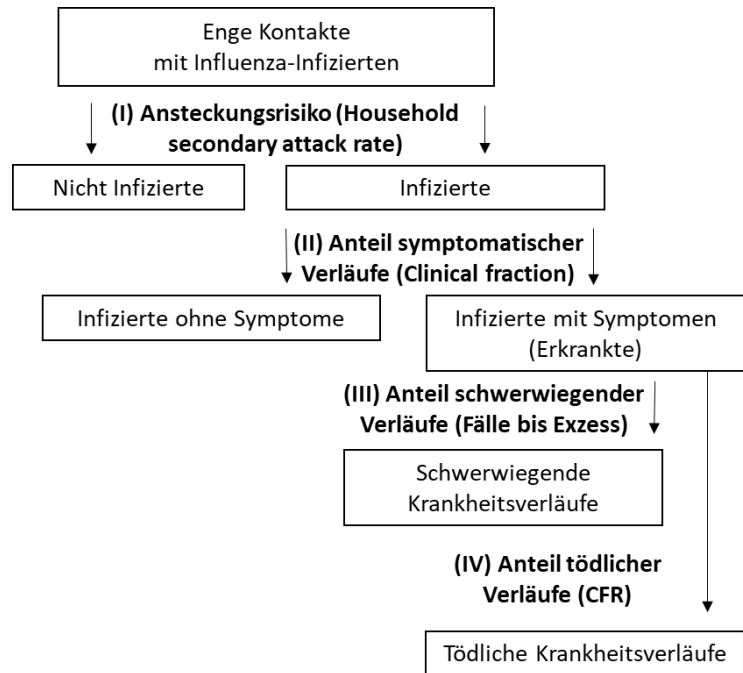 Enge Kontakte
mit Influenza-Infizierten
(I) Ansteckungsrisiko (Household
secondary attack rate)
Nicht Infizierte
Infizierte
(II) Anteil symptomatischer
Verläufe (Clinical fraction)
Infizierte ohne Symptome
Infizierte mit Symptomen
(Erkrankte)
(III) Anteil schwerwiegender
Verläufe (Fälle bis Exzess)
Schwerwiegende
Krankheitsverläufe
(IV) Anteil tödlicher
Verläufe (CFR)
Tödliche Krankheitsverläufe